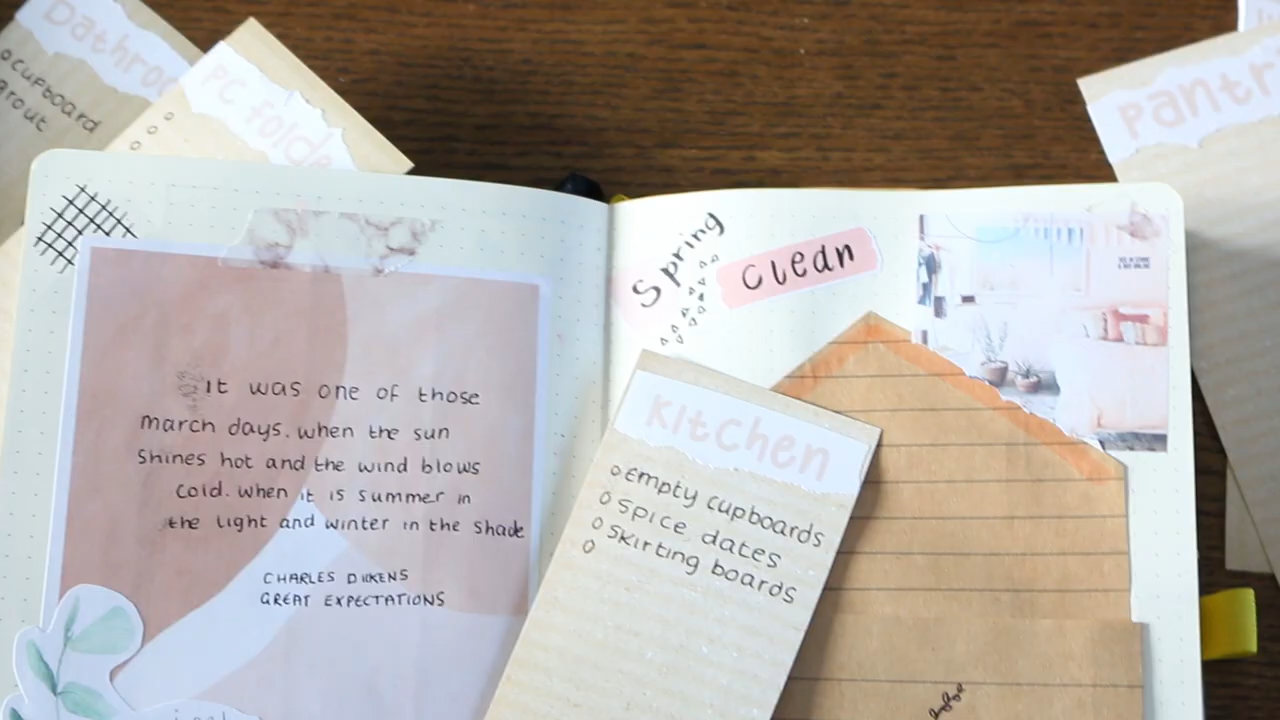 Bathroo
o cupboard
grout
PC Folde
o
o
o
Pantr
Spring
clean
It was one of those
march days. when the sun
shines hot and the wind blows
cold. when it is summer in
the light and winter in the shade
CHARLES DICKENS
GREAT EXPECTATIONS
Kitchen
o Empty cupboards
o Spice dates
o Skirting boards
o